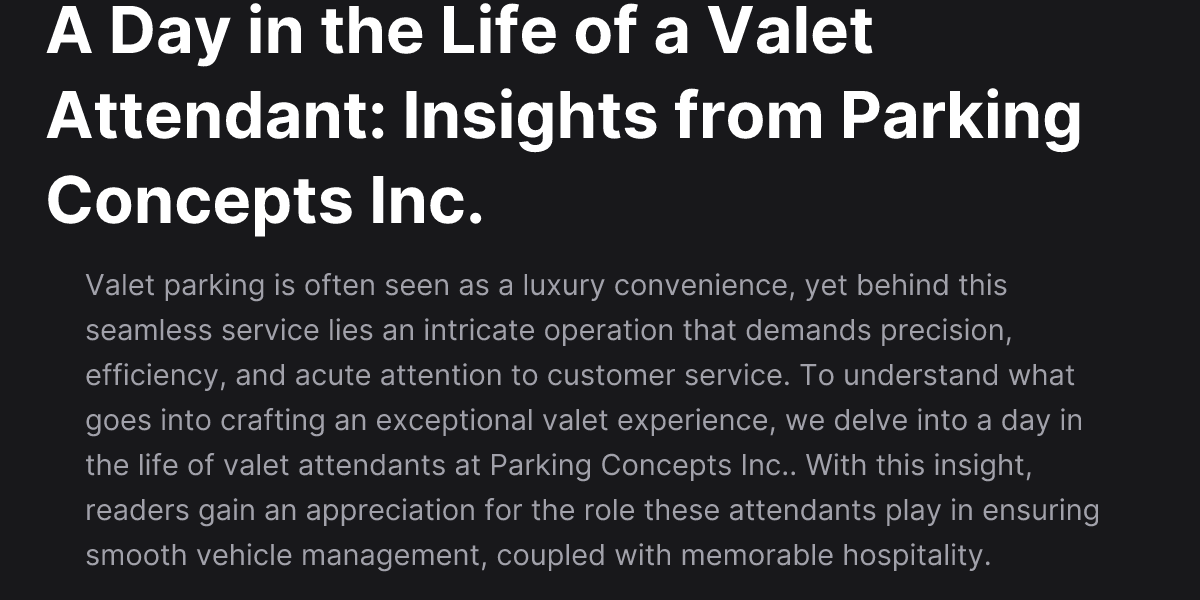 A Day in the Life of a Valet
Attendant: Insights from Parking
Concepts Inc.
Valet parking is often seen as a luxury convenience, yet behind this
seamless service lies an intricate operation that demands precision,
efficiency, and acute attention to customer service. To understand what
goes into crafting an exceptional valet experience, we delve into a day in
the life of valet attendants at Parking Concepts Inc.. With this insight,
readers gain an appreciation for the role these attendants play in ensuring
smooth vehicle management, coupled with memorable hospitality.